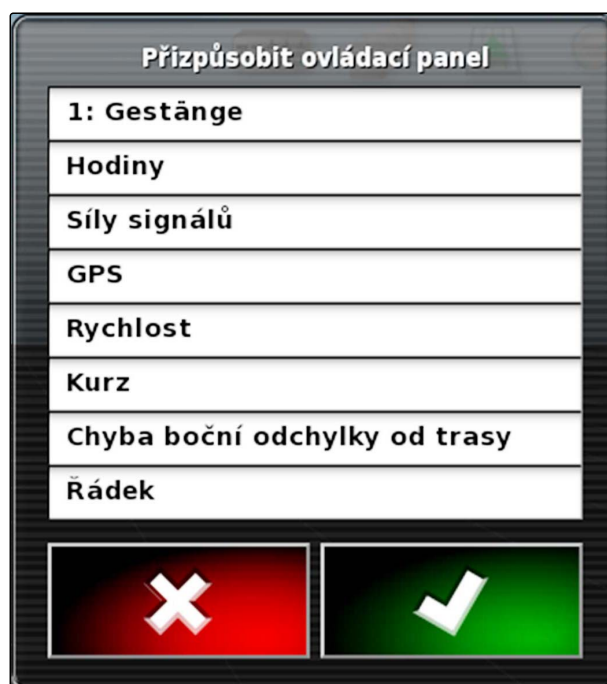 Přizpůsobit ovládací panel
1: Gestänge
Hodiny
Síly signálů
GPS
Rychlost
Kurz
Chyba boční odchylky od trasy
Řádek